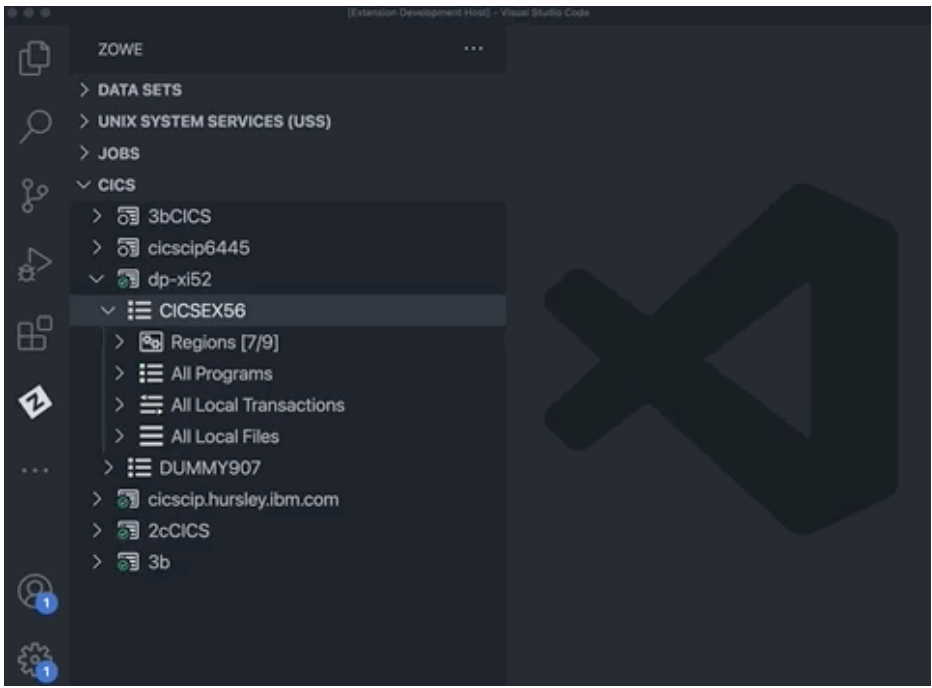 [Extension Development Host] - Visual Studio Code
ZOWE
DATA SETS
UNIX SYSTEM SERVICES (USS)
JOBS
CICS
3bCICS
cicscip6445
dp-xi52
CICSEX56
Regions [7/9]
All Programs
All Local Transactions
All Local Files
DUMMY907
cicscip.hursley.ibm.com
2cCICS
3b
1
1